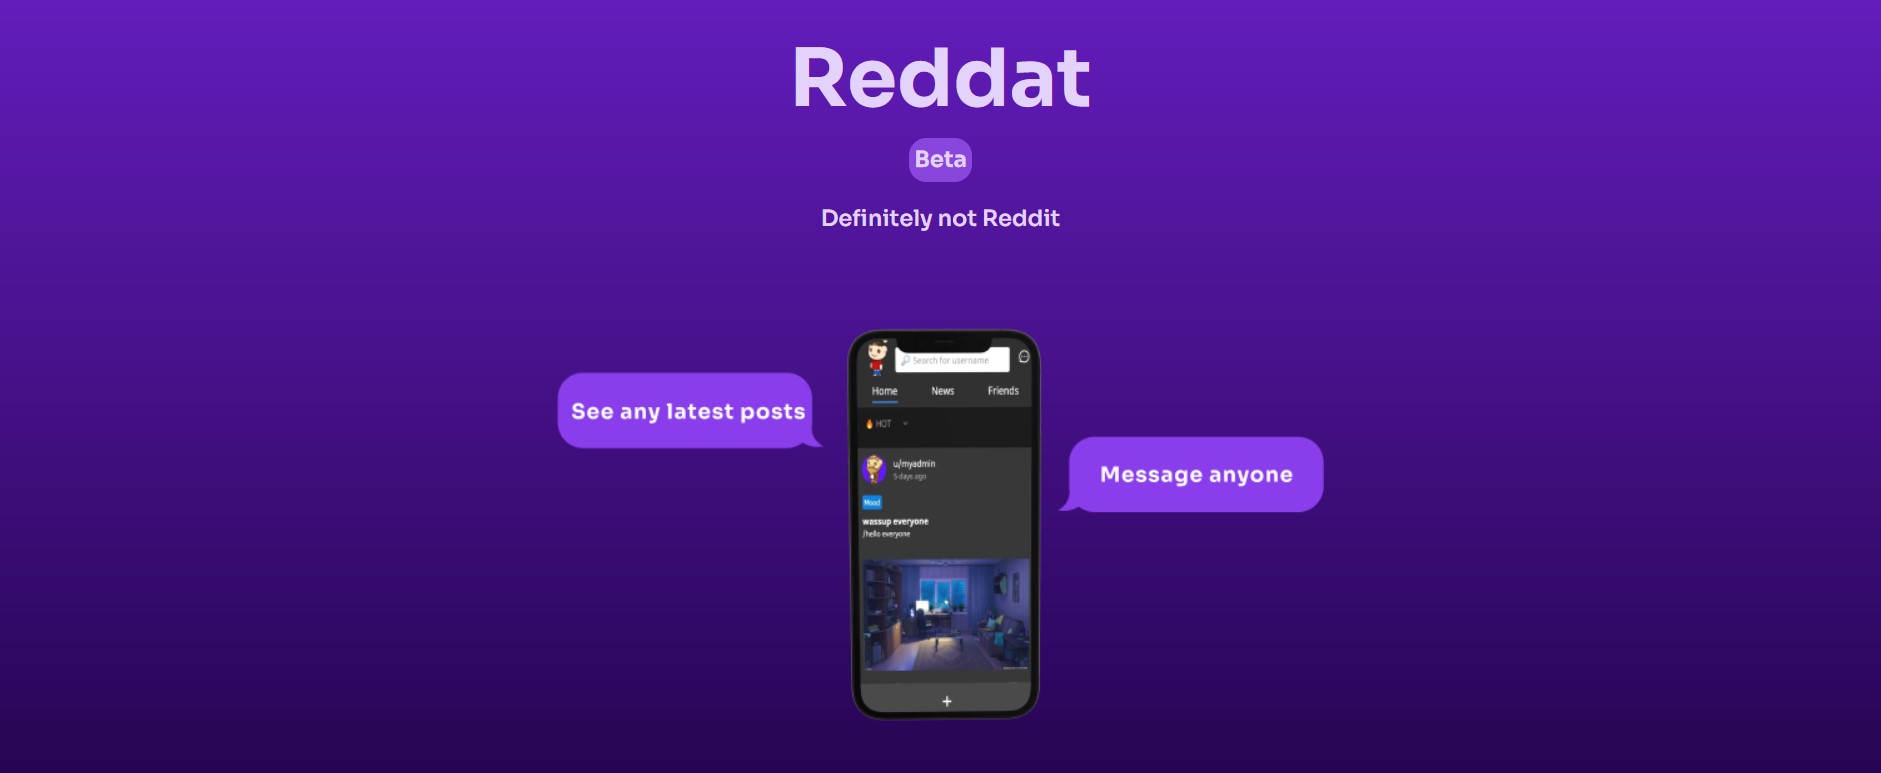 Reddat
Beta
Definitely not Reddit
See any latest posts
Message anyone
Search for username
Home News Friends
HOT
u/myadmin
5 days ago
Mood
wassup everyone
/hello everyone
+